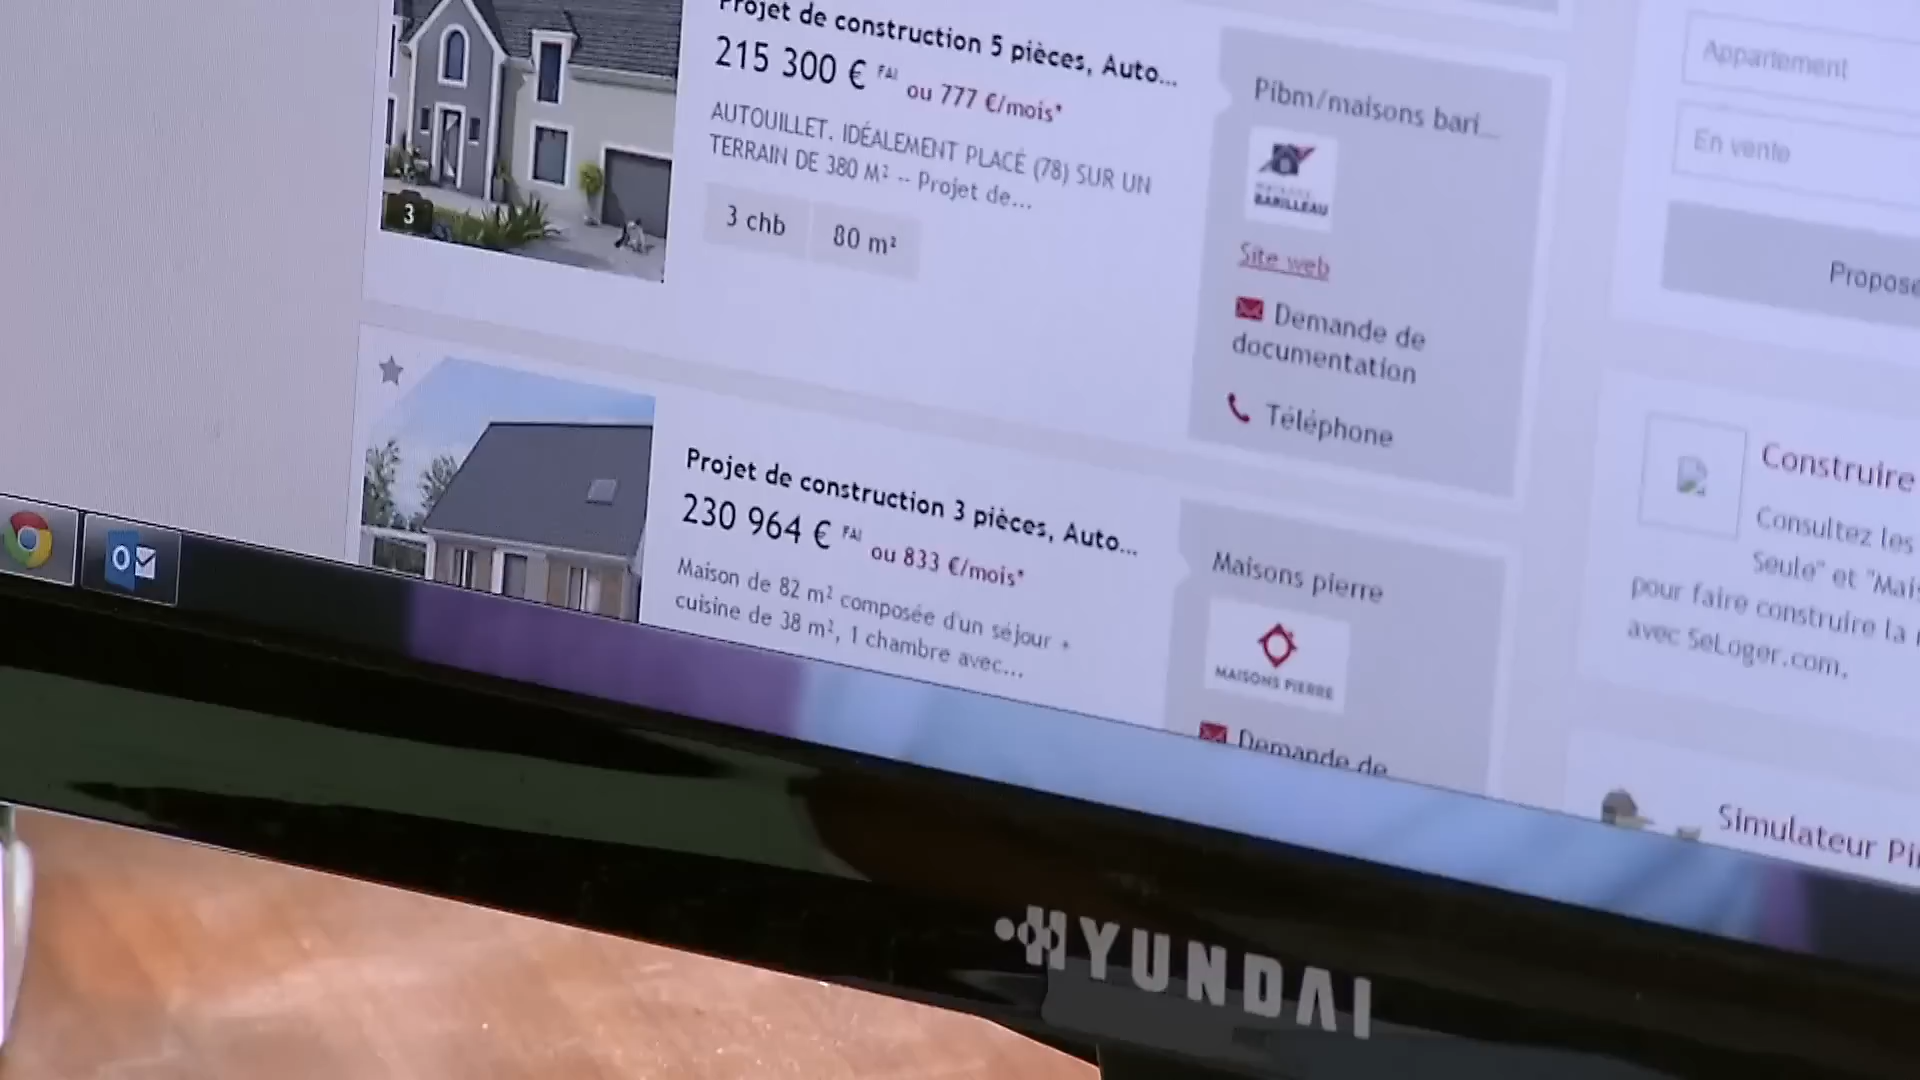 Projet de construction 5 pièces, Auto...
215 300 € FAI ou 777 €/mois*
AUTOUILLET. IDÉALEMENT PLACÉ (78) SUR UN
TERRAIN DE 380 M² -- Projet de...
3 chb
80 m²
3
Pibm/maisons bari...
BARILLEAU
Site web
Demande de
documentation
Téléphone
Projet de construction 3 pièces, Auto...
230 964 € FAI ou 833 €/mois*
Maison de 82 m² composée d'un séjour +
cuisine de 38 m², 1 chambre avec...
Maisons pierre
MAISONS PIERRE
Demande de
Appartement
En vente
Propose
Construire
Consultez les
Seule" et "Mais
pour faire construire la
avec SeLoger.com.
Simulateur
HYUNDAI